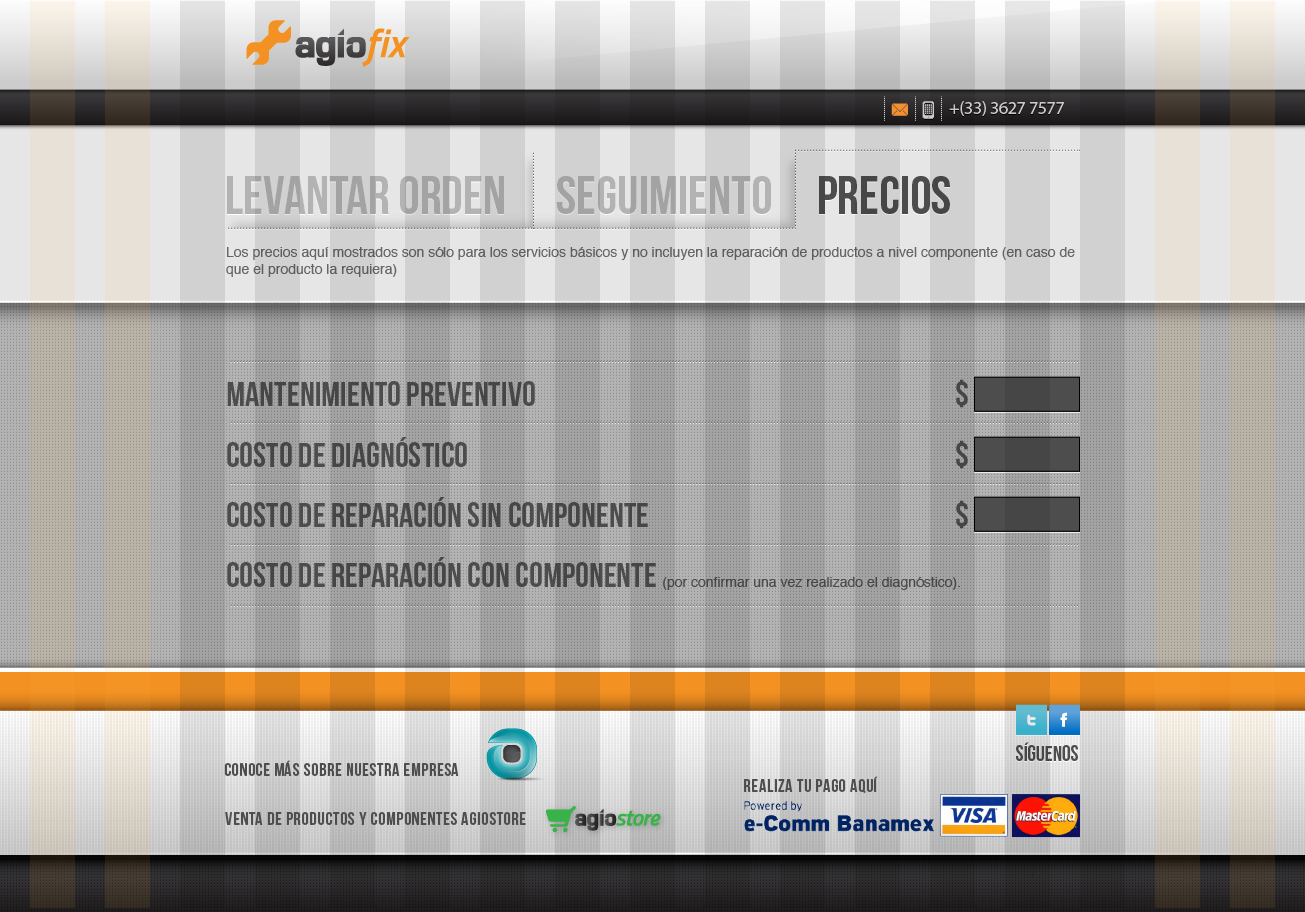 agiofix
+(33) 3627 7577
LEVANTAR ORDEN
SEGUIMIENTO
PRECIOS
Los precios aquí mostrados son sólo para los servicios básicos y no incluyen la reparación de productos a nivel componente (en caso de
que el producto la requiera)
MANTENIMIENTO PREVENTIVO $
COSTO DE DIAGNÓSTICO $
COSTO DE REPARACIÓN SIN COMPONENTE $
COSTO DE REPARACIÓN CON COMPONENTE (por confirmar una vez realizado el diagnóstico).
t f
SÍGUENOS
CONOCE MÁS SOBRE NUESTRA EMPRESA
VENTA DE PRODUCTOS Y COMPONENTES AGIOSTORE
agiostore
REALIZA TU PAGO AQUÍ
Powered by
e-Comm Banamex
VISA
MasterCard